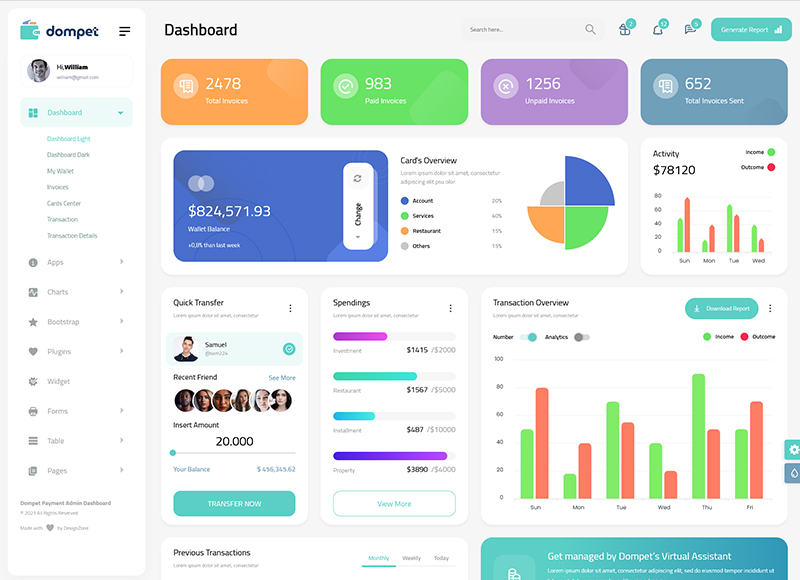 dompet
Hi,William
william@gmail.com
Dashboard
Dashboard Light
Dashboard Dark
My Wallet
Invoices
Cards Center
Transaction
Transaction Details
Apps
Charts
Bootstrap
Plugins
Widget
Forms
Table
Pages
Dompet Payment Admin Dashboard
© 2021 All Rights Reserved
Made with by DexignZone
Dashboard
Search here...
2
12
5
Generate Report
2478
Total Invoices
983
Paid Invoices
1256
Unpaid Invoices
652
Total Invoices Sent
$824,571.93
Wallet Balance
+0,8% than last week
Change
Card's Overview
Lorem ipsum dolor sit amet, consectetur
adipiscing elit psu olor
Account 20%
Services 40%
Restaurant 15%
Others 15%
Activity
$78120
Income
Outcome
80
60
40
20
0
Sun Mon Tue Wed
Quick Transfer
Lorem ipsum dolor sit amet, consectetur
Samuel
@sam224
Recent Friend See More
Insert Amount
20.000
Your Balance $ 456,345.62
TRANSFER NOW
Spendings
Lorem ipsum dolor sit amet, consectetur
Investment $1415 /$2000
Restaurant $1567 /$5000
Installment $487 /$10000
Property $3890 /$4000
View More
Transaction Overview
Lorem ipsum dolor sit amet, consectetur
Download Report
Number Analytics Income Outcome
100
80
60
40
20
0
Sun Mon Tue Wed Thu Fri
Previous Transactions
Lorem ipsum dolor sit amet, consectetur
Monthly Weekly Today
Get managed by Dompet's Virtual Assistant
Lorem ipsum dolor sit amet, consectetur adipiscing elit, sed do eiusmod tempor incididunt ut